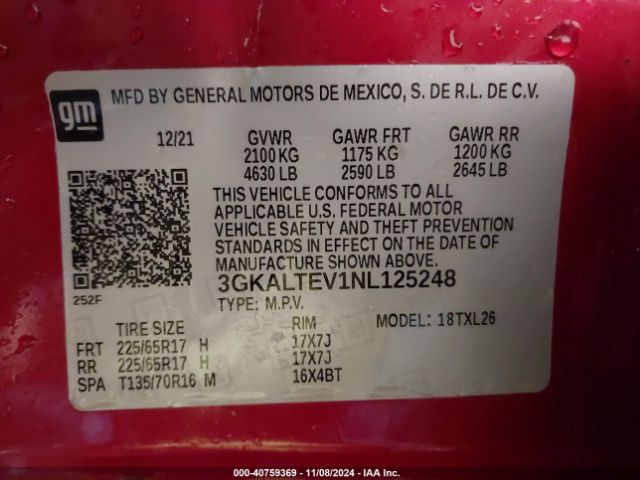 gm
MFD BY GENERAL MOTORS DE MEXICO, S. DE R.L. DE C.V.
12/21 GVWR GAWR FRT GAWR RR
2100 KG 1175 KG 1200 KG
4630 LB 2590 LB 2645 LB
THIS VEHICLE CONFORMS TO ALL
APPLICABLE U.S. FEDERAL MOTOR
VEHICLE SAFETY AND THEFT PREVENTION
STANDARDS IN EFFECT ON THE DATE OF
MANUFACTURE SHOWN ABOVE.
252F
3GKALTEV1NL125248
TYPE: M.P.V.
TIRE SIZE RIM MODEL: 18TXL26
FRT 225/65R17 H 17X7J
RR 225/65R17 H 17X7J
SPA T135/70R16 M 16X4BT
000-40759369 | 11/08/2024 - IAA Inc.